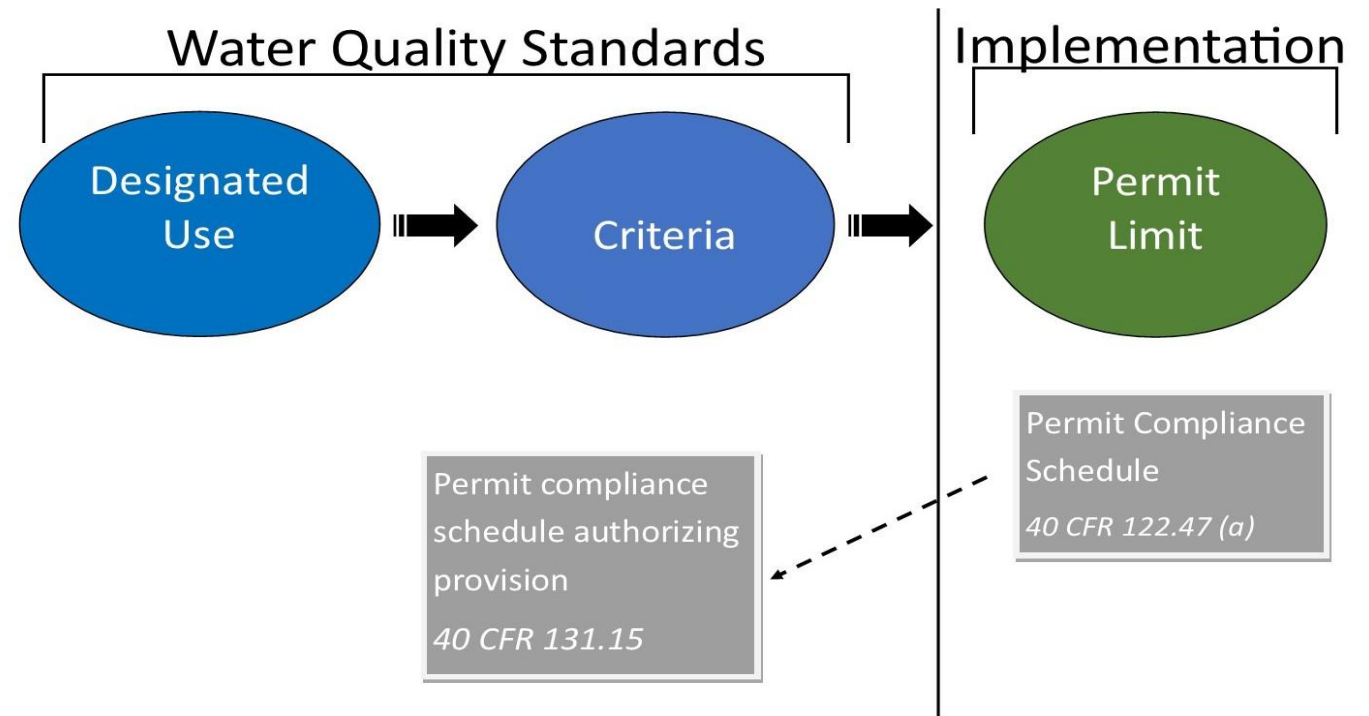 Water Quality Standards
Implementation
Designated
Use
Criteria
Permit
Limit
Permit compliance
schedule authorizing
provision
40 CFR 131.15
Permit Compliance
Schedule
40 CFR 122.47 (a)